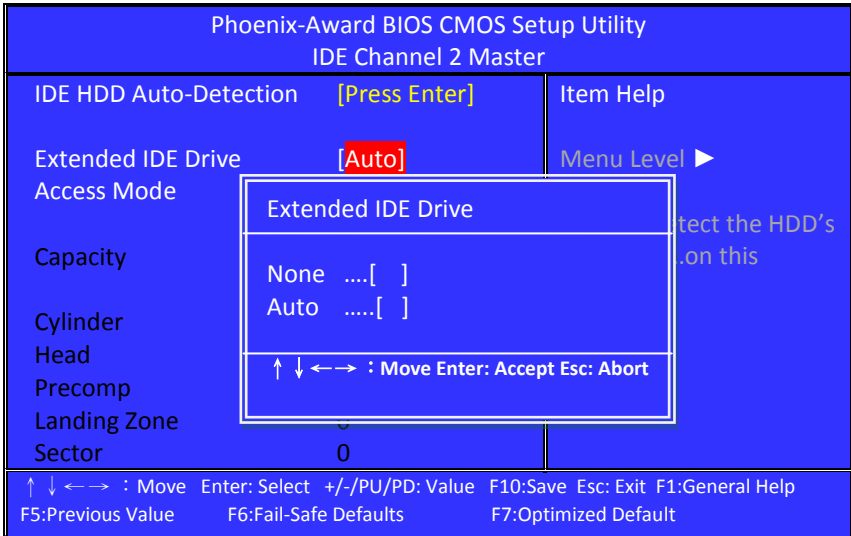 Phoenix-Award BIOS CMOS Setup Utility
IDE Channel 2 Master
IDE HDD Auto-Detection [Press Enter]
Item Help
Extended IDE Drive [Auto]
Menu Level ►
Access Mode
Extended IDE Drive
tect the HDD's
Capacity
..on this
None ....[ ]
Auto .....[ ]
Cylinder
Head
↑ ↓ ← → : Move Enter: Accept Esc: Abort
Precomp
Landing Zone
Sector 0
↑ ↓ ← → : Move Enter: Select +/-/PU/PD: Value F10:Save Esc: Exit F1:General Help
F5:Previous Value F6:Fail-Safe Defaults F7:Optimized Default